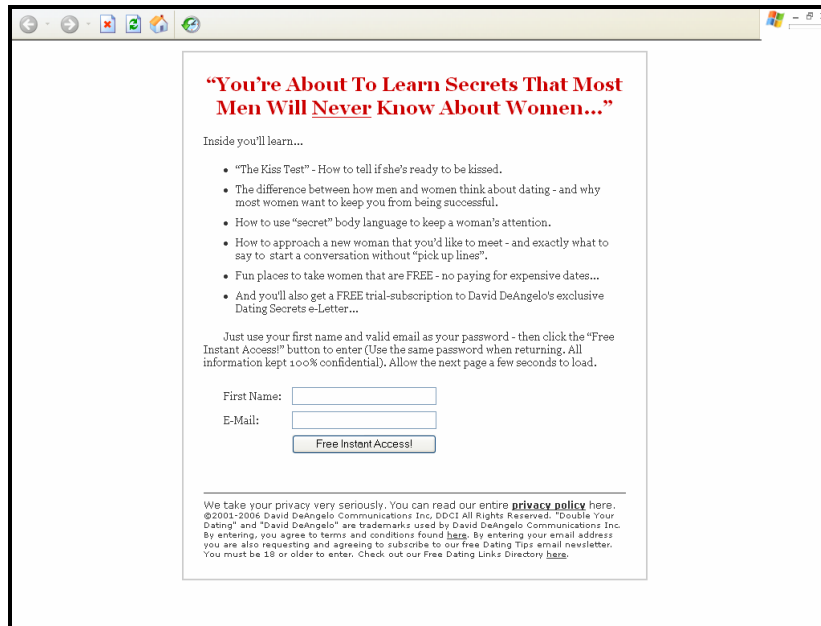 “You’re About To Learn Secrets That Most
Men Will Never Know About Women...”
Inside you’ll learn...
• “The Kiss Test” - How to tell if she’s ready to be kissed.
• The difference between how men and women think about dating - and why
most women want to keep you from being successful.
• How to use “secret” body language to keep a woman’s attention.
• How to approach a new woman that you’d like to meet - and exactly what to
say to start a conversation without “pick up lines”.
• Fun places to take women that are FREE - no paying for expensive dates...
• And you'll also get a FREE trial-subscription to David DeAngelo's exclusive
Dating Secrets e-Letter...
Just use your first name and valid email as your password - then click the “Free
Instant Access!” button to enter (Use the same password when returning. All
information kept 100% confidential). Allow the next page a few seconds to load.
First Name:
E-Mail:
Free Instant Access!
We take your privacy very seriously. You can read our entire privacy policy here.
©2001-2006 David DeAngelo Communications Inc, DDCI All Rights Reserved. "Double Your
Dating" and "David DeAngelo" are trademarks used by David DeAngelo Communications Inc.
By entering, you agree to terms and conditions found here. By entering your email address
you are also requesting and agreeing to subscribe to our free Dating Tips email newsletter.
You must be 18 or older to enter. Check out our Free Dating Links Directory here.